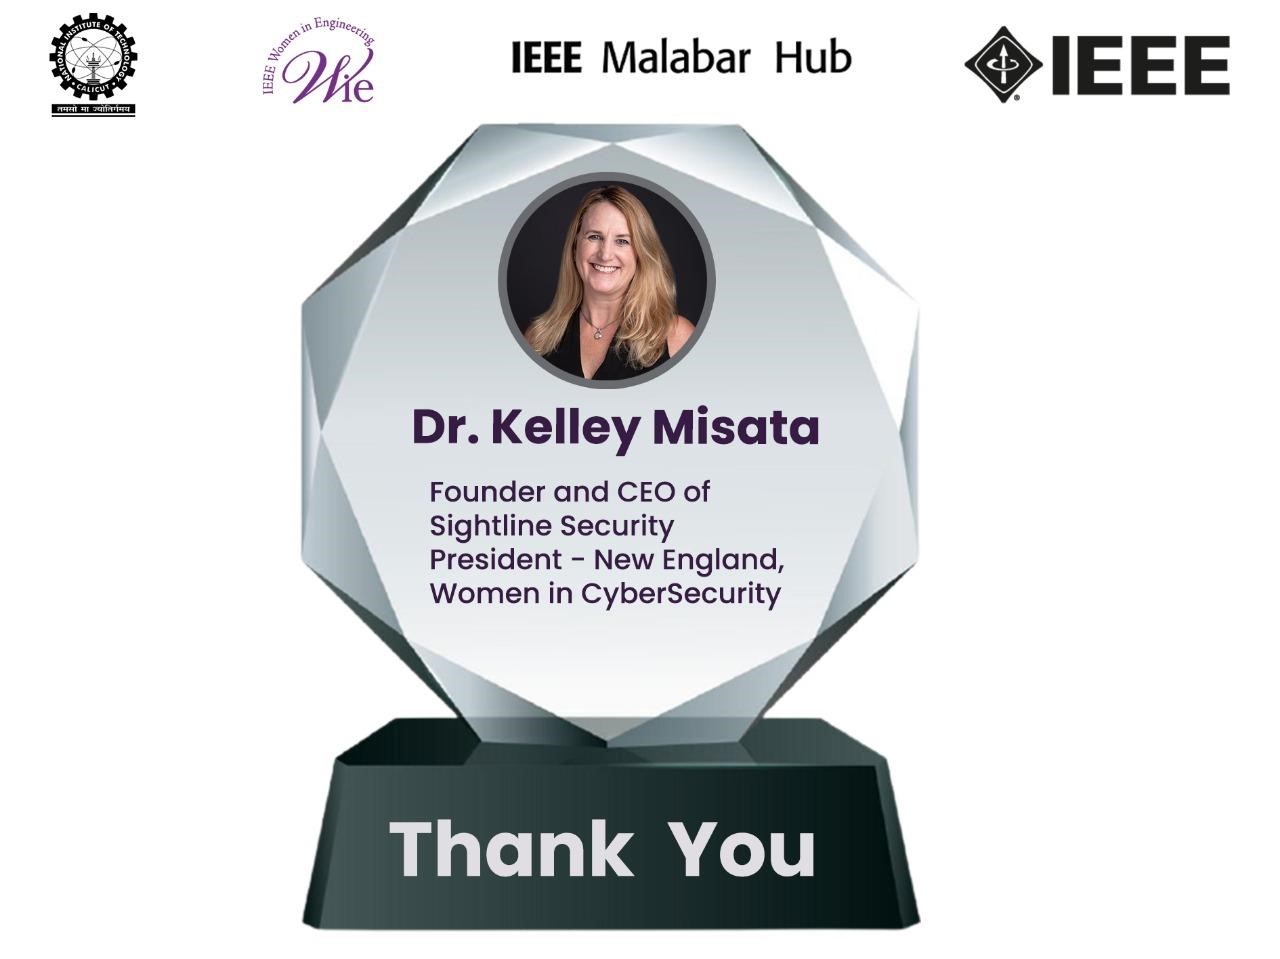 NATIONAL INSTITUTE OF TECHNOLOGY
CALICUT
तमसो मा ज्योतिर्गमय
IEEE Women in Engineering
WiE
IEEE Malabar Hub
IEEE
Dr. Kelley Misata
Founder and CEO of
Sightline Security
President - New England,
Women in CyberSecurity
Thank You